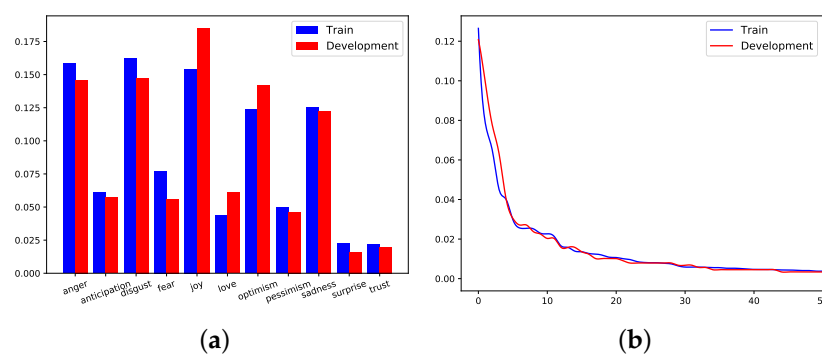 Train
Development
0.175
0.150
0.125
0.100
0.075
0.050
0.025
0.000
anger
anticipation
disgust
fear
joy
love
optimism
pessimism
sadness
surprise
trust
(a)
Train
Development
0.12
0.10
0.08
0.06
0.04
0.02
0.00
0 10 20 30 40 50
(b)